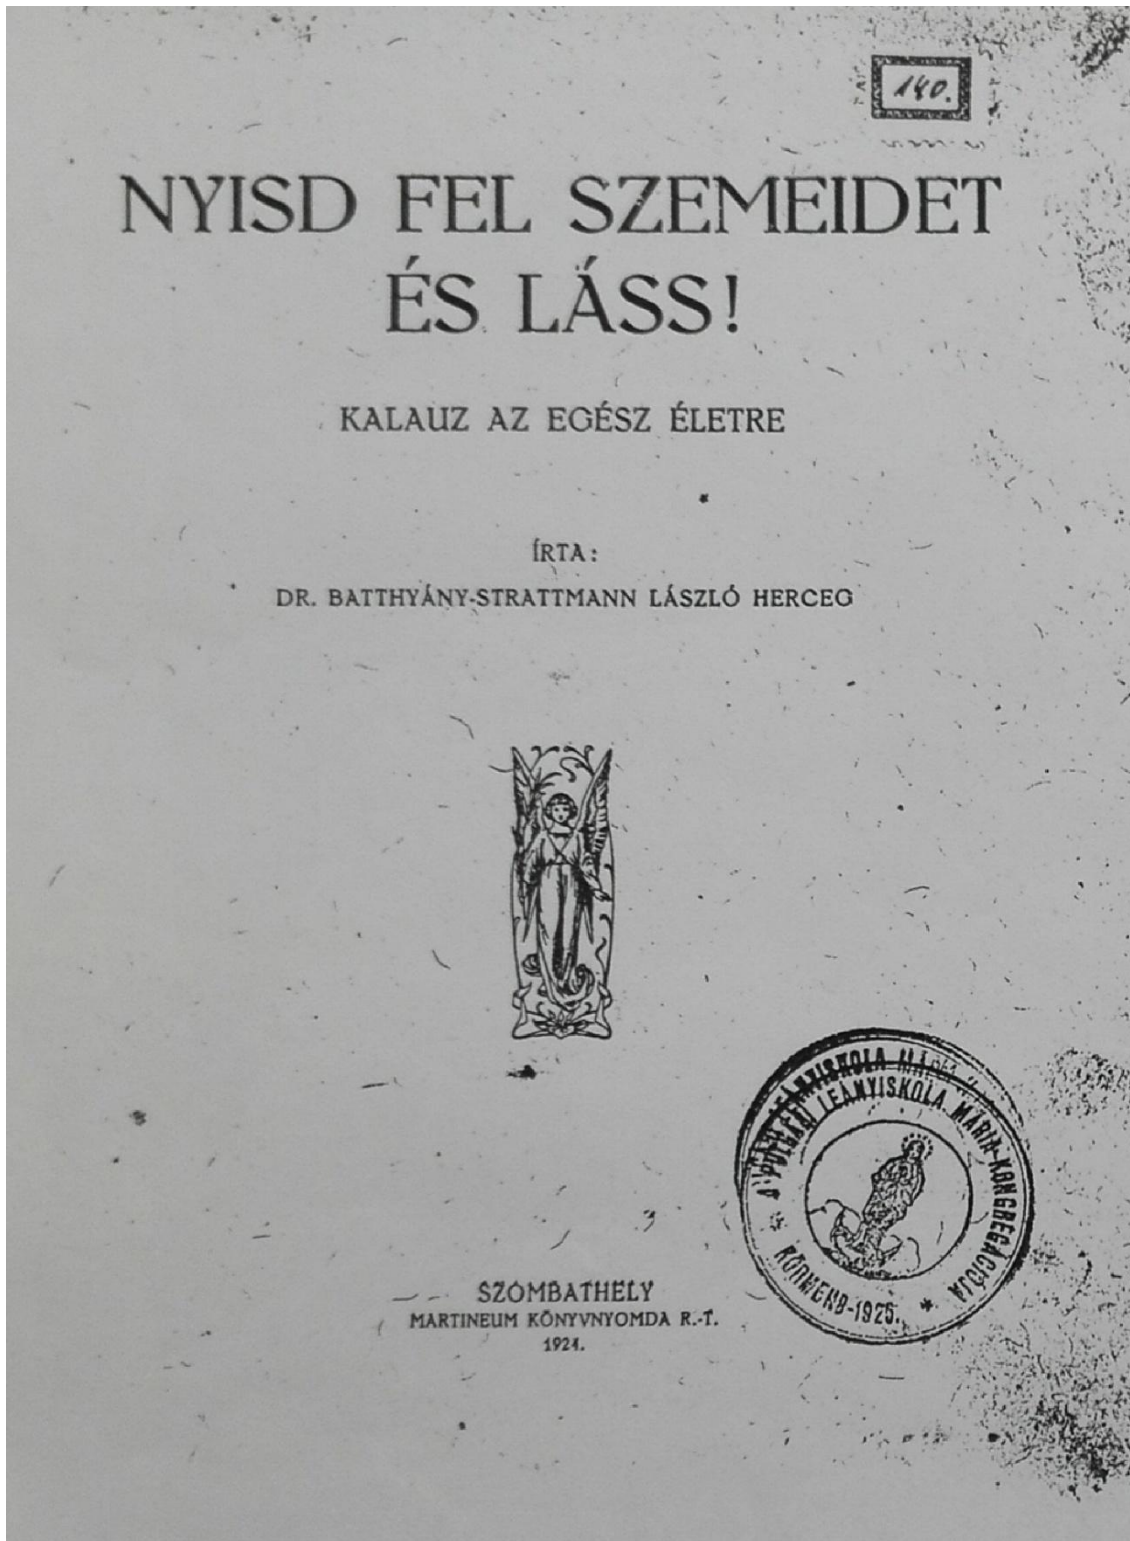 140.
NYISD FEL SZEMEIDET
ÉS LÁSS!
KALAUZ AZ EGÉSZ ÉLETRE
ÍRTA:
DR. BATTHYÁNY-STRATTMANN LÁSZLÓ HERCEG
A POLGÁRI LEÁNYISKOLA MÁRIA-KONGREGÁCIÓJA
KÖRMEND-1925.
SZOMBATHELY
MARTINEUM KÖNYVNYOMDA R.-T.
1924.